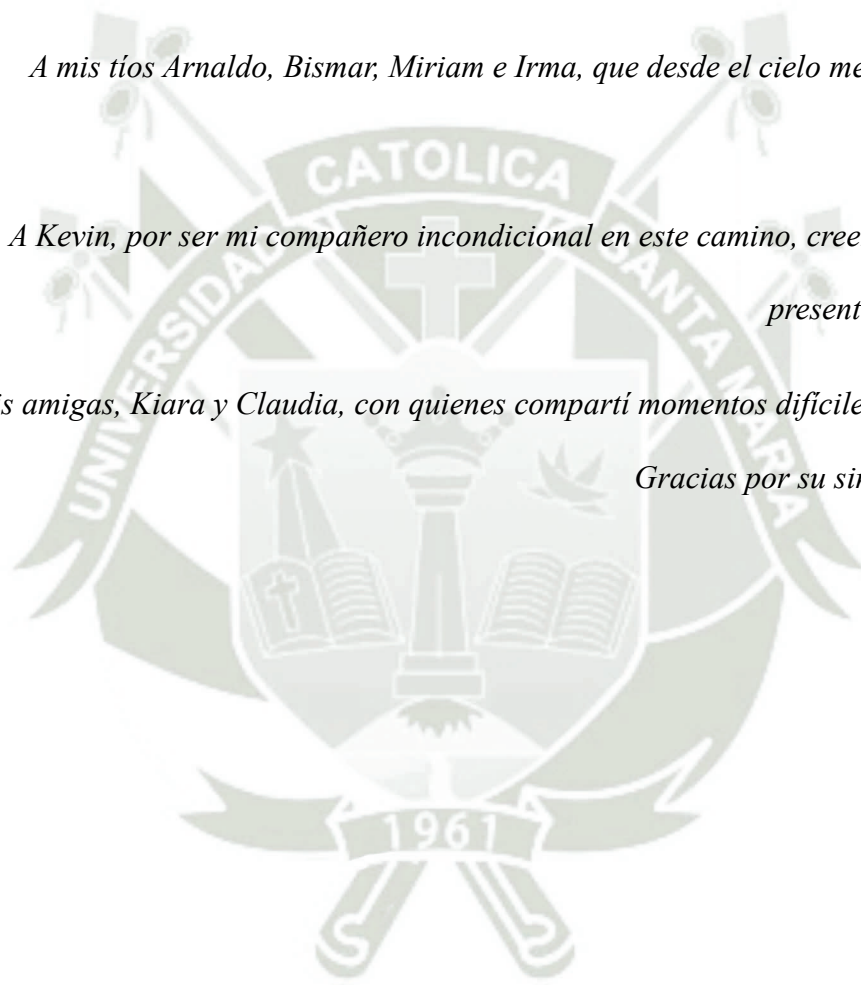 A mis tíos Arnaldo, Bismar, Miriam e Irma, que desde el cielo me
CATOLICA
A Kevin, por ser mi compañero incondicional en este camino, cree
present
s amigas, Kiara y Claudia, con quienes compartí momentos difícile
Gracias por su sin
UNIVERSIDAD
SANTA MARIA
1961